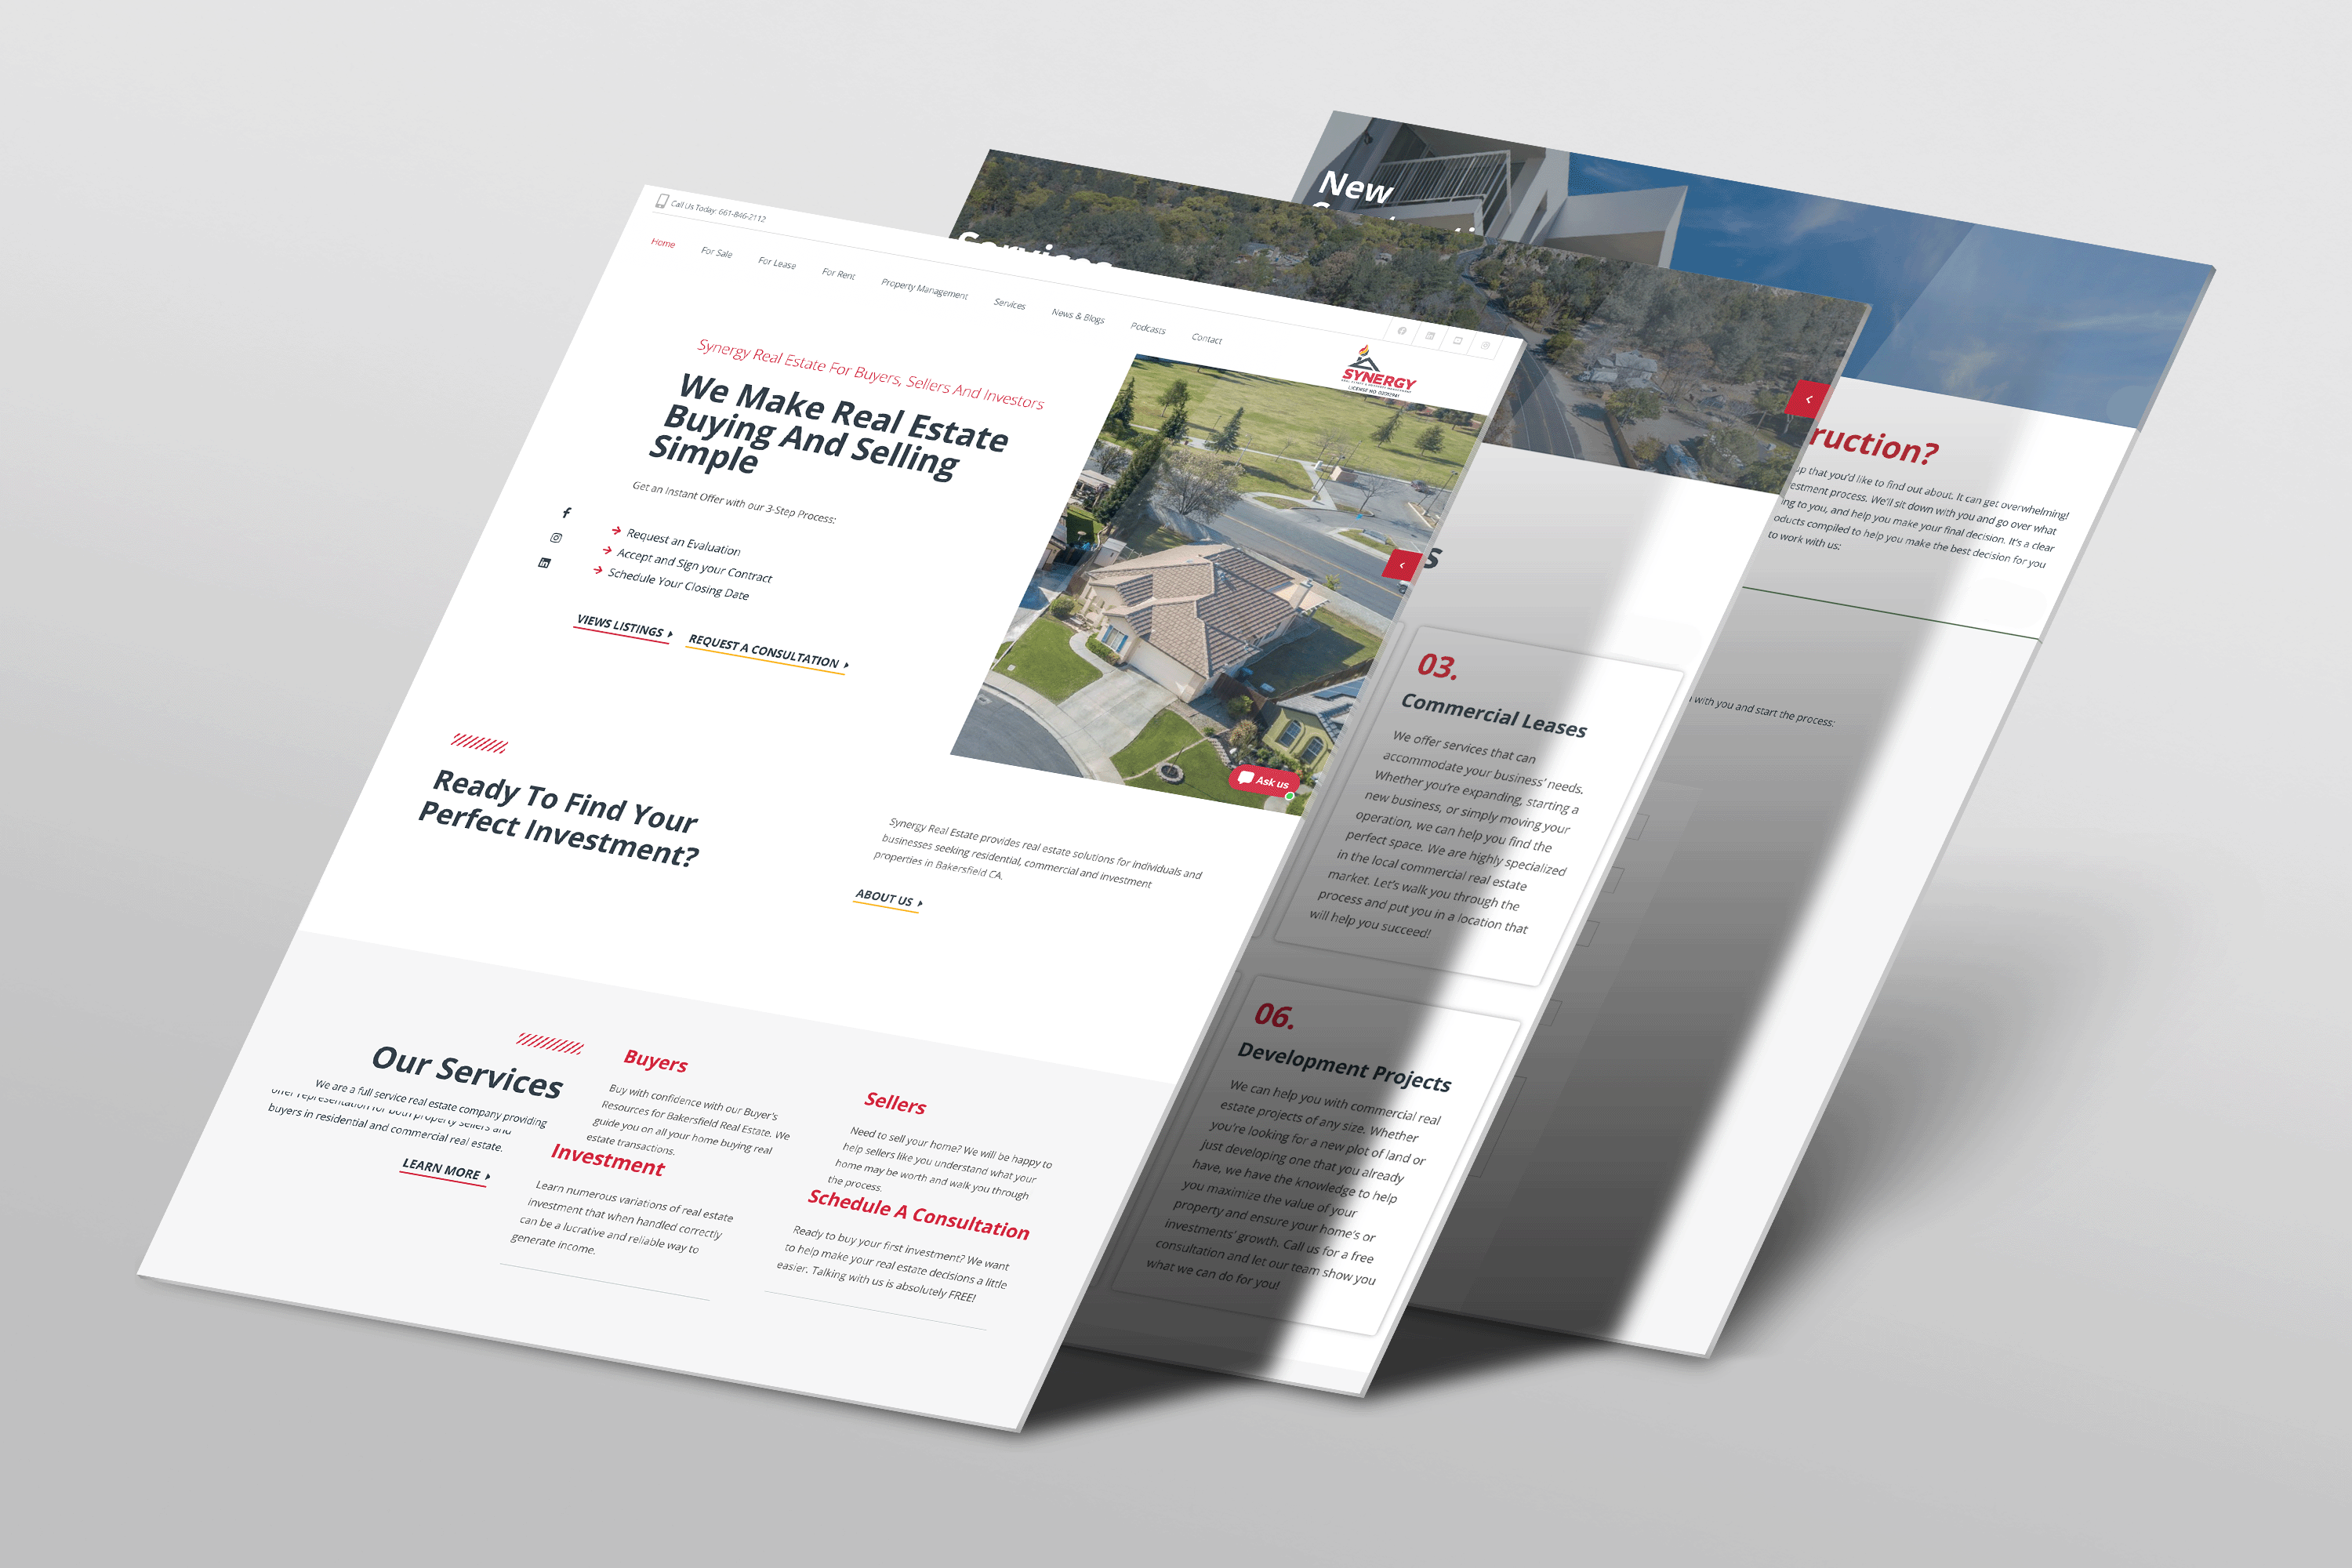 Call Us Today: 661-846-2112
Home For Sale For Lease For Rent Property Management Services News & Blogs Podcasts Contact
SYNERGY
Synergy Real Estate For Buyers, Sellers And Investors
We Make Real Estate
Buying And Selling
Simple
Get an Instant Offer with our 3-Step Process:
Request an Evaluation
Accept and Sign your Contract
Schedule Your Closing Date
VIEWS LISTINGS REQUEST A CONSULTATION
Ask us
Ready To Find Your
Perfect Investment?
Synergy Real Estate provides real estate solutions for individuals and
businesses seeking residential, commercial and investment
properties in Bakersfield CA.
ABOUT US
Our Services
We are a full service real estate company providing
offer representation for both property sellers and
buyers in residential and commercial real estate.
LEARN MORE
Buyers
Buy with confidence with our Buyer's
Resources for Bakersfield Real Estate. We
guide you on all your home buying real
estate transactions.
Sellers
Need to sell your home? We will be happy to
help sellers like you understand what your
home may be worth and walk you through
the process.
Investment
Learn numerous variations of real estate
investment that when handled correctly
can be a lucrative and reliable way to
generate income.
Schedule A Consultation
Ready to buy your first investment? We want
to help make your real estate decisions a little
easier. Talking with us is absolutely FREE!
Services
s
03.
Commercial Leases
We offer services that can
accommodate your business' needs.
Whether you're expanding, starting a
new business, or simply moving your
operation, we can help you find the
perfect space. We are highly specialized
in the local commercial real estate
market. Let's walk you through the
process and put you in a location that
will help you succeed!
06.
Development Projects
We can help you with commercial real
estate projects of any size. Whether
you're looking for a new plot of land or
just developing one that you already
have, we have the knowledge to help
you maximize the value of your
property and ensure your home's or
investments' growth. Call us for a free
consultation and let our team show you
what we can do for you!
New
ruction?
up that you'd like to find out about. It can get overwhelming!
estment process. We'll sit down with you and go over what
ing to you, and help you make your final decision. It's a clear
oducts compiled to help you make the best decision for you
to work with us:
with you and start the process: